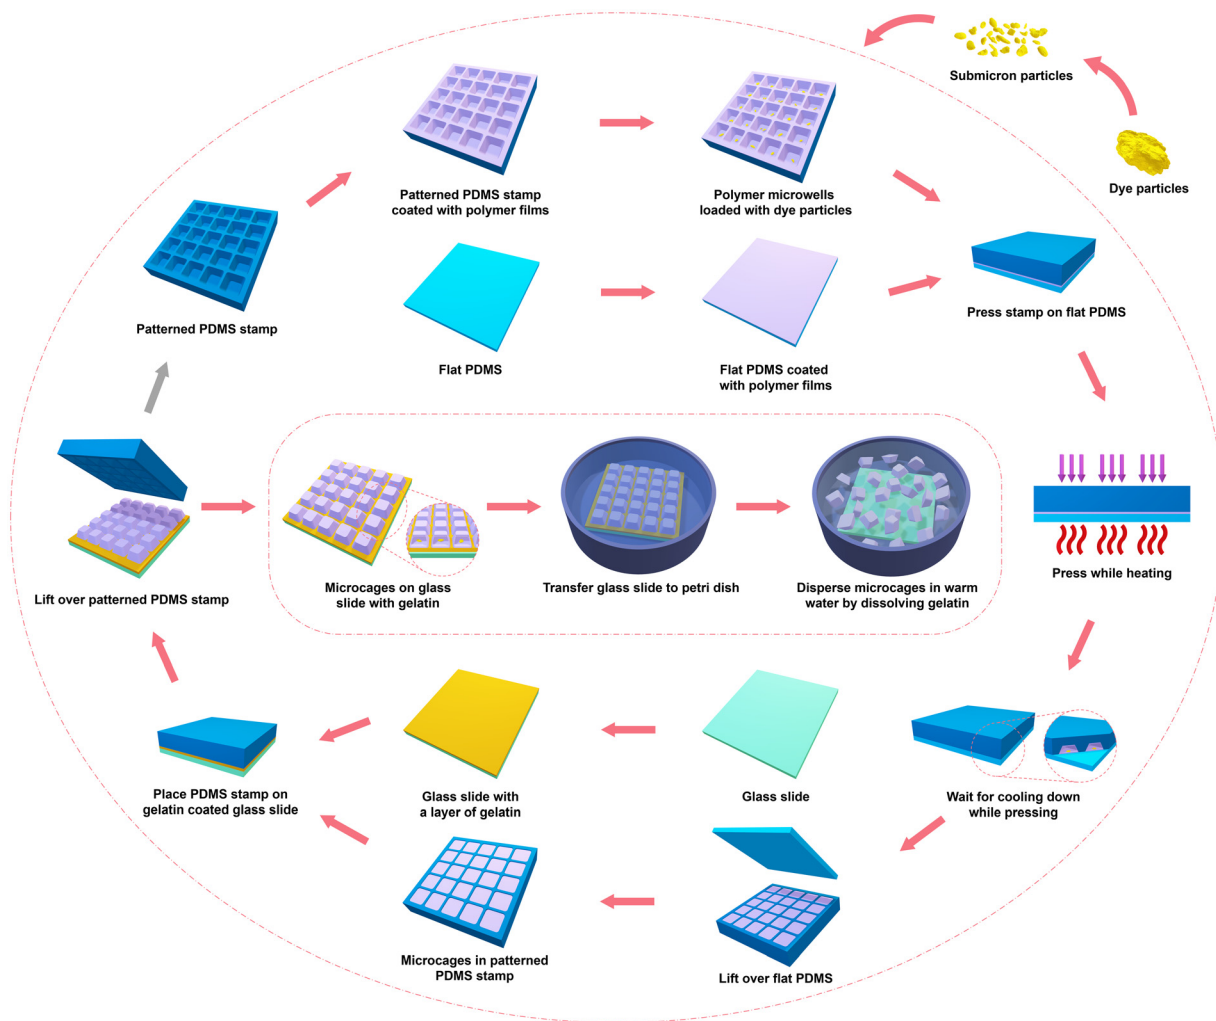 Submicron particles
Dye particles
Patterned PDMS stamp
coated with polymer films
Polymer microwells
loaded with dye particles
Patterned PDMS stamp
Flat PDMS
Flat PDMS coated
with polymer films
Press stamp on flat PDMS
Lift over patterned PDMS stamp
Microcages on glass
slide with gelatin
Transfer glass slide to petri dish
Disperse microcages in warm
water by dissolving gelatin
Press while heating
Place PDMS stamp on
gelatin coated glass slide
Glass slide with
a layer of gelatin
Glass slide
Wait for cooling down
while pressing
Microcages in patterned
PDMS stamp
Lift over flat PDMS